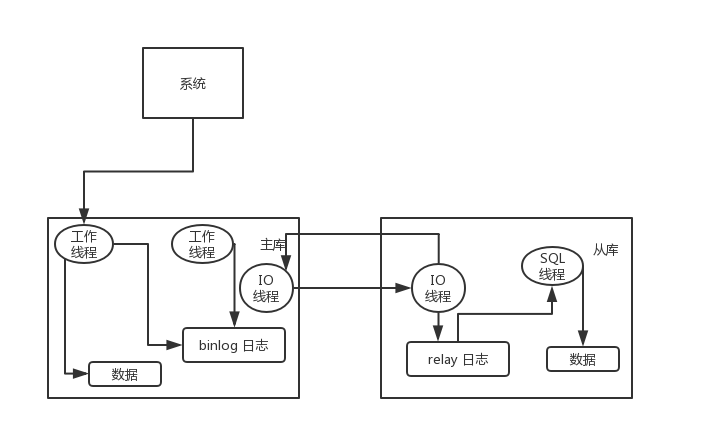 系统
工作
线程
工作
线程
主库
IO
线程
binlog 日志
数据
IO
线程
relay 日志
SQL
线程
从库
数据